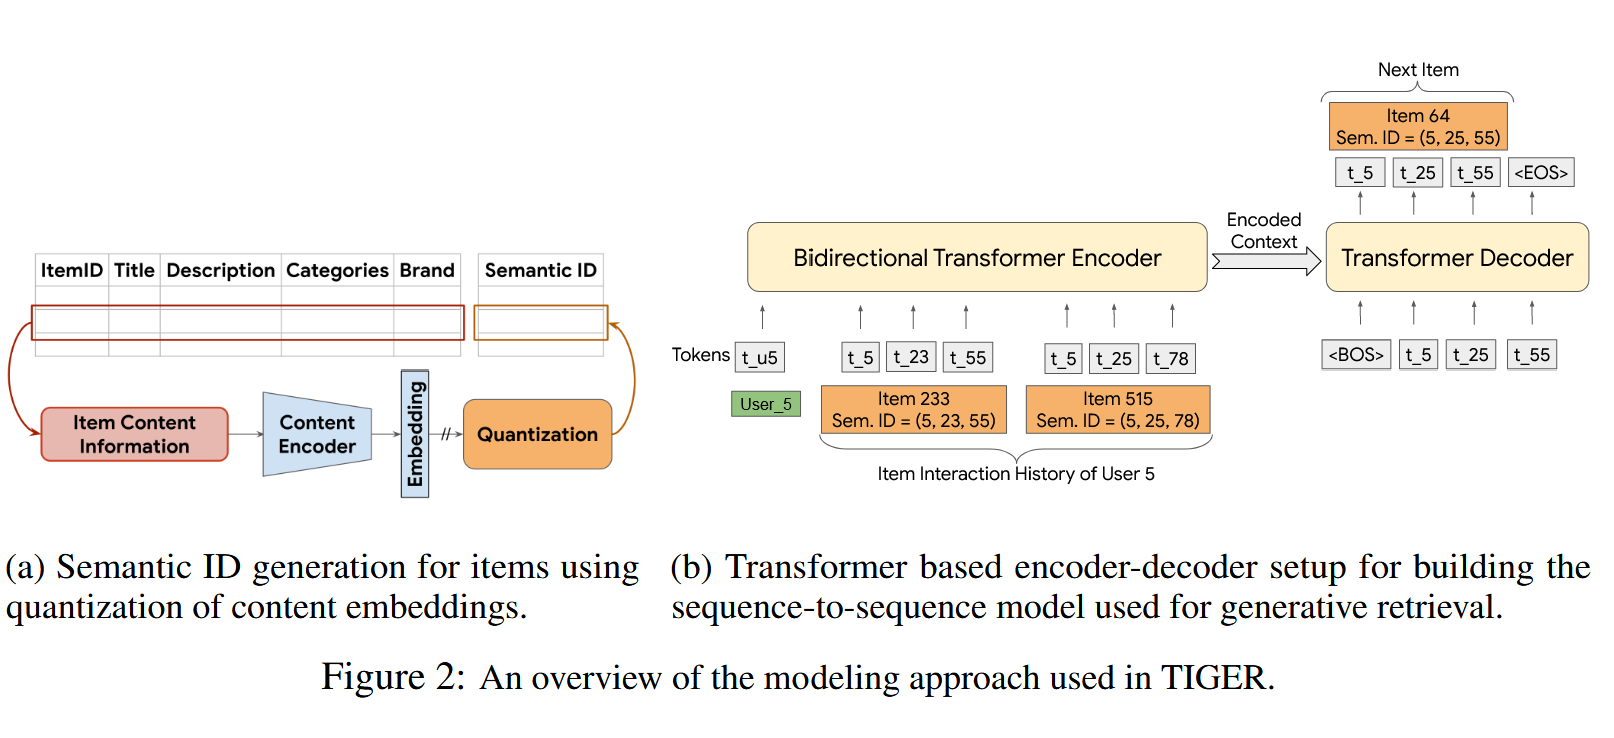 ItemID Title Description Categories Brand Semantic ID
Item Content
Information
Content
Encoder
Embedding
Quantization
(a) Semantic ID generation for items using
quantization of content embeddings.
Next Item
Item 64
Sem. ID = (5, 25, 55)
t_5 t_25 t_55 <EOS>
Bidirectional Transformer Encoder
Encoded
Context
Transformer Decoder
Tokens t_u5 t_5 t_23 t_55 t_5 t_25 t_78
<BOS> t_5 t_25 t_55
User_5
Item 233
Sem. ID = (5, 23, 55)
Item 515
Sem. ID = (5, 25, 78)
Item Interaction History of User 5
(b) Transformer based encoder-decoder setup for building the
sequence-to-sequence model used for generative retrieval.
Figure 2: An overview of the modeling approach used in TIGER.